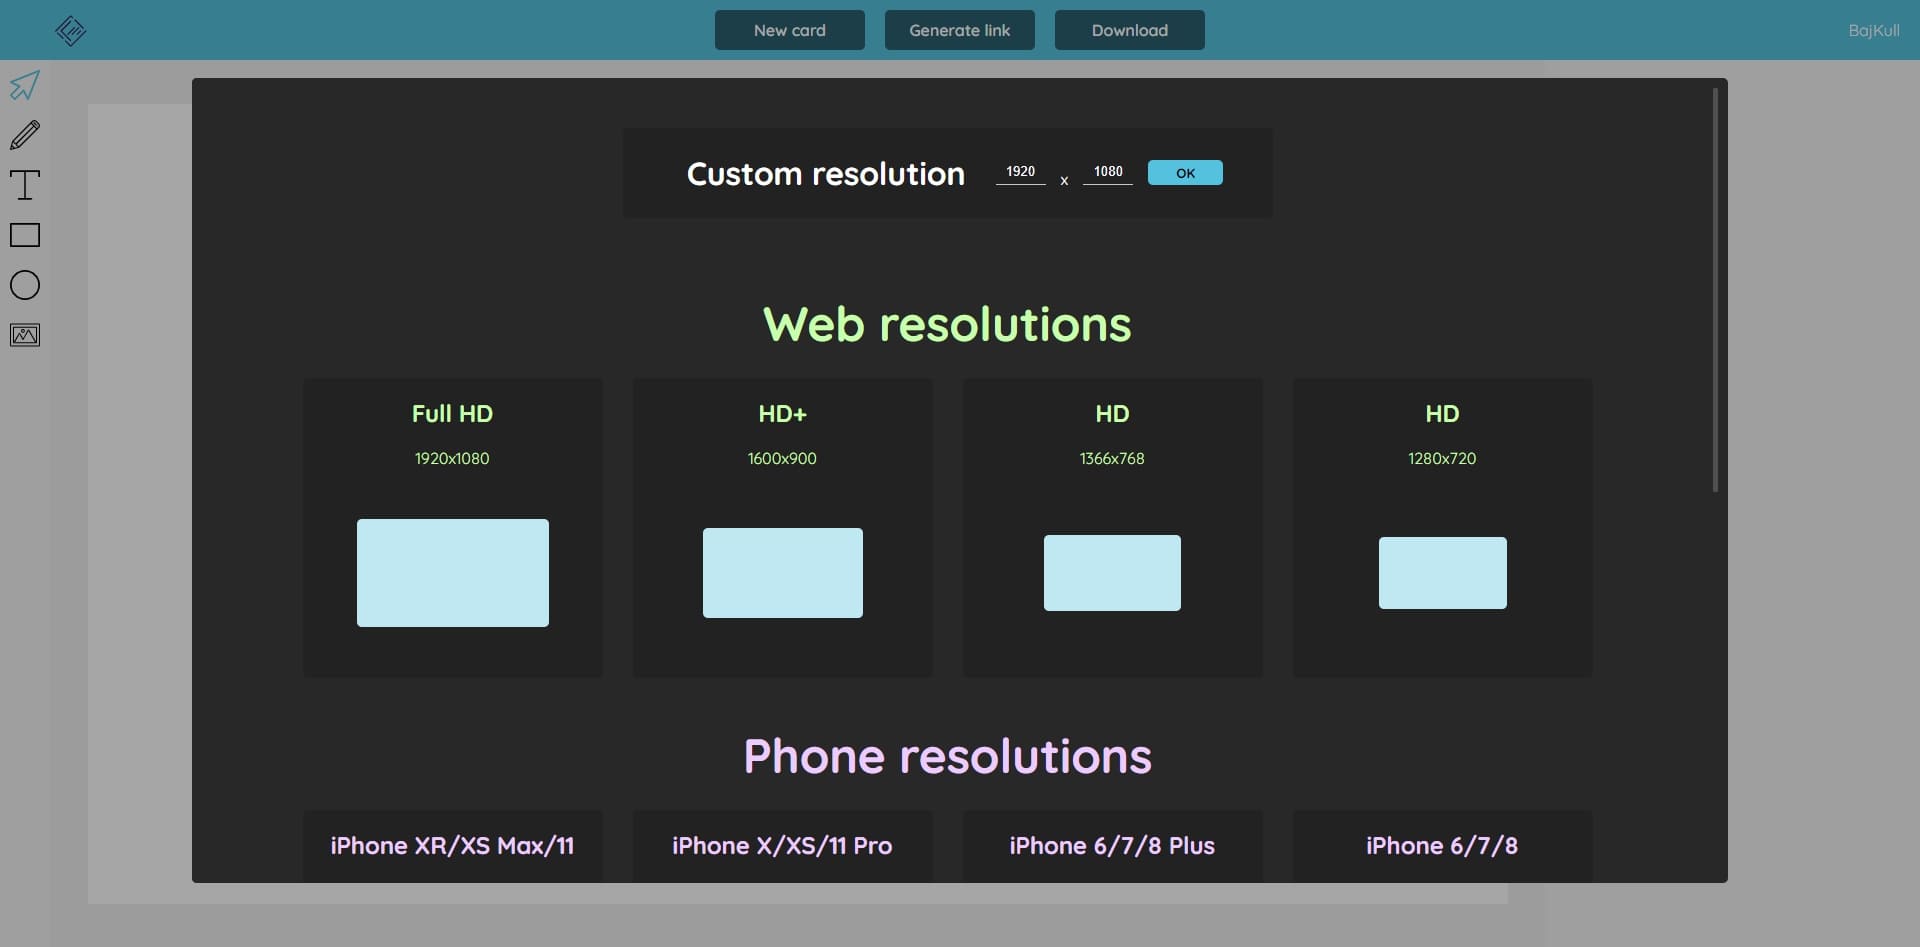 New card
Generate link
Download
BajKull
Custom resolution 1920 x 1080 OK
Web resolutions
Full HD
1920x1080
HD+
1600x900
HD
1366x768
HD
1280x720
Phone resolutions
iPhone XR/XS Max/11
iPhone X/XS/11 Pro
iPhone 6/7/8 Plus
iPhone 6/7/8